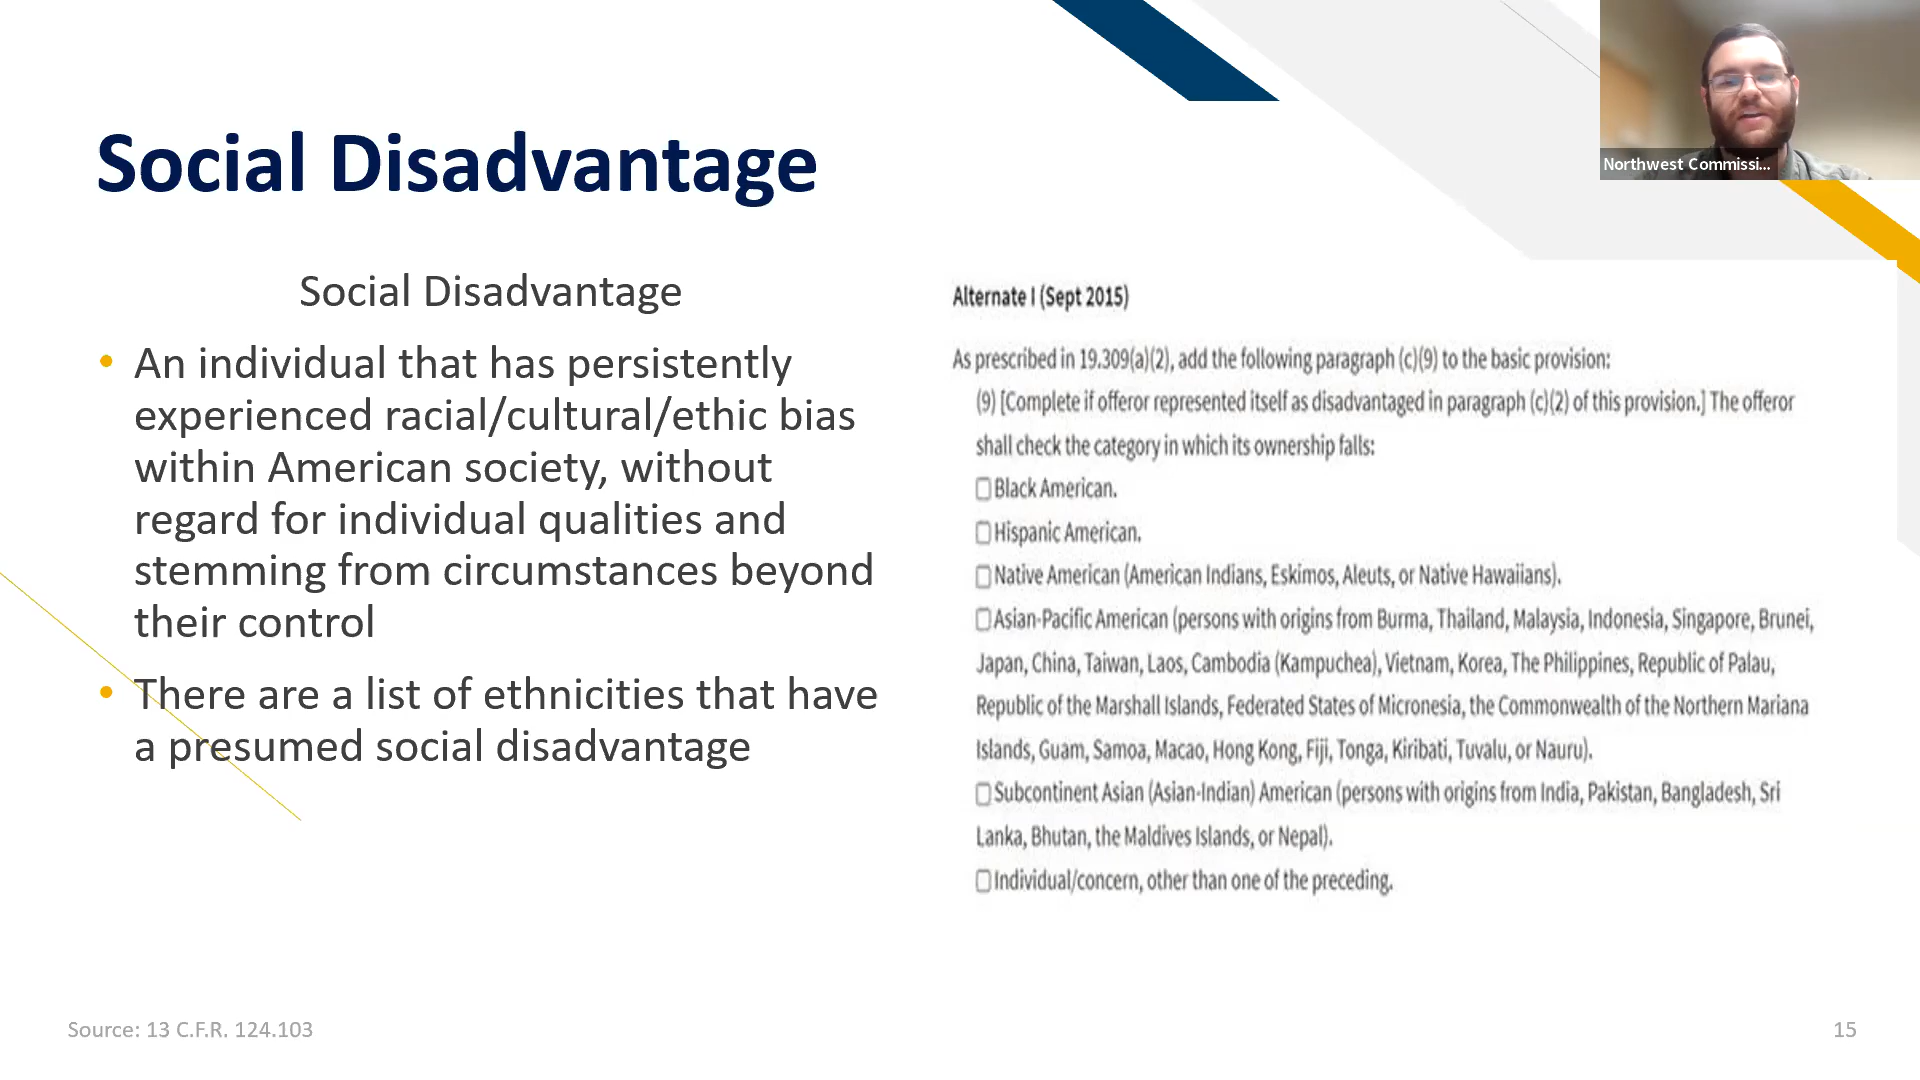 Social Disadvantage
Northwest Commissi...
Social Disadvantage
• An individual that has persistently
experienced racial/cultural/ethic bias
within American society, without
regard for individual qualities and
stemming from circumstances beyond
their control
• There are a list of ethnicities that have
a presumed social disadvantage
Alternate I (Sept 2015)
As prescribed in 19.309(a)(2), add the following paragraph (c)(9) to the basic provision:
(9) [Complete if offeror represented itself as disadvantaged in paragraph (c)(2) of this provision.] The offeror
shall check the category in which its ownership falls:
☐ Black American.
☐ Hispanic American.
☐ Native American (American Indians, Eskimos, Aleuts, or Native Hawaiians).
☐ Asian-Pacific American (persons with origins from Burma, Thailand, Malaysia, Indonesia, Singapore, Brunei,
Japan, China, Taiwan, Laos, Cambodia (Kampuchea), Vietnam, Korea, The Philippines, Republic of Palau,
Republic of the Marshall Islands, Federated States of Micronesia, the Commonwealth of the Northern Mariana
Islands, Guam, Samoa, Macao, Hong Kong, Fiji, Tonga, Kiribati, Tuvalu, or Nauru).
☐ Subcontinent Asian (Asian-Indian) American (persons with origins from India, Pakistan, Bangladesh, Sri
Lanka, Bhutan, the Maldives Islands, or Nepal).
☐ Individual/concern, other than one of the preceding.
Source: 13 C.F.R. 124.103
15